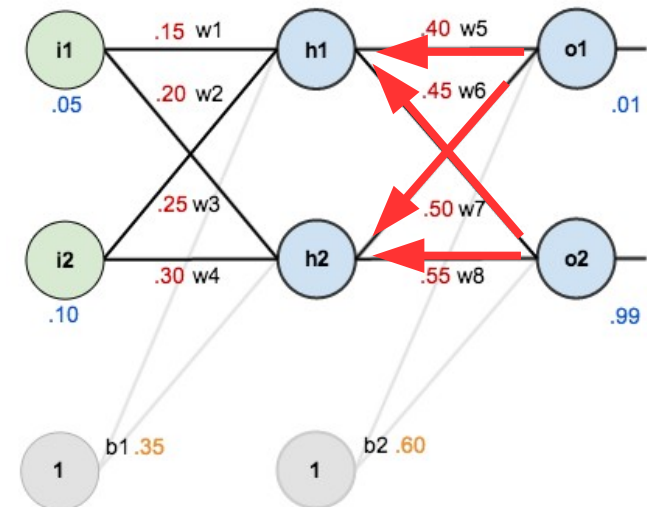 .15 w1
.40 w5
i1
h1
o1
.20 w2
.45 w6
.05
.01
.25 w3
.50 w7
i2
h2
o2
.30 w4
.55 w8
.10
.99
b1 .35
b2 .60
1
1